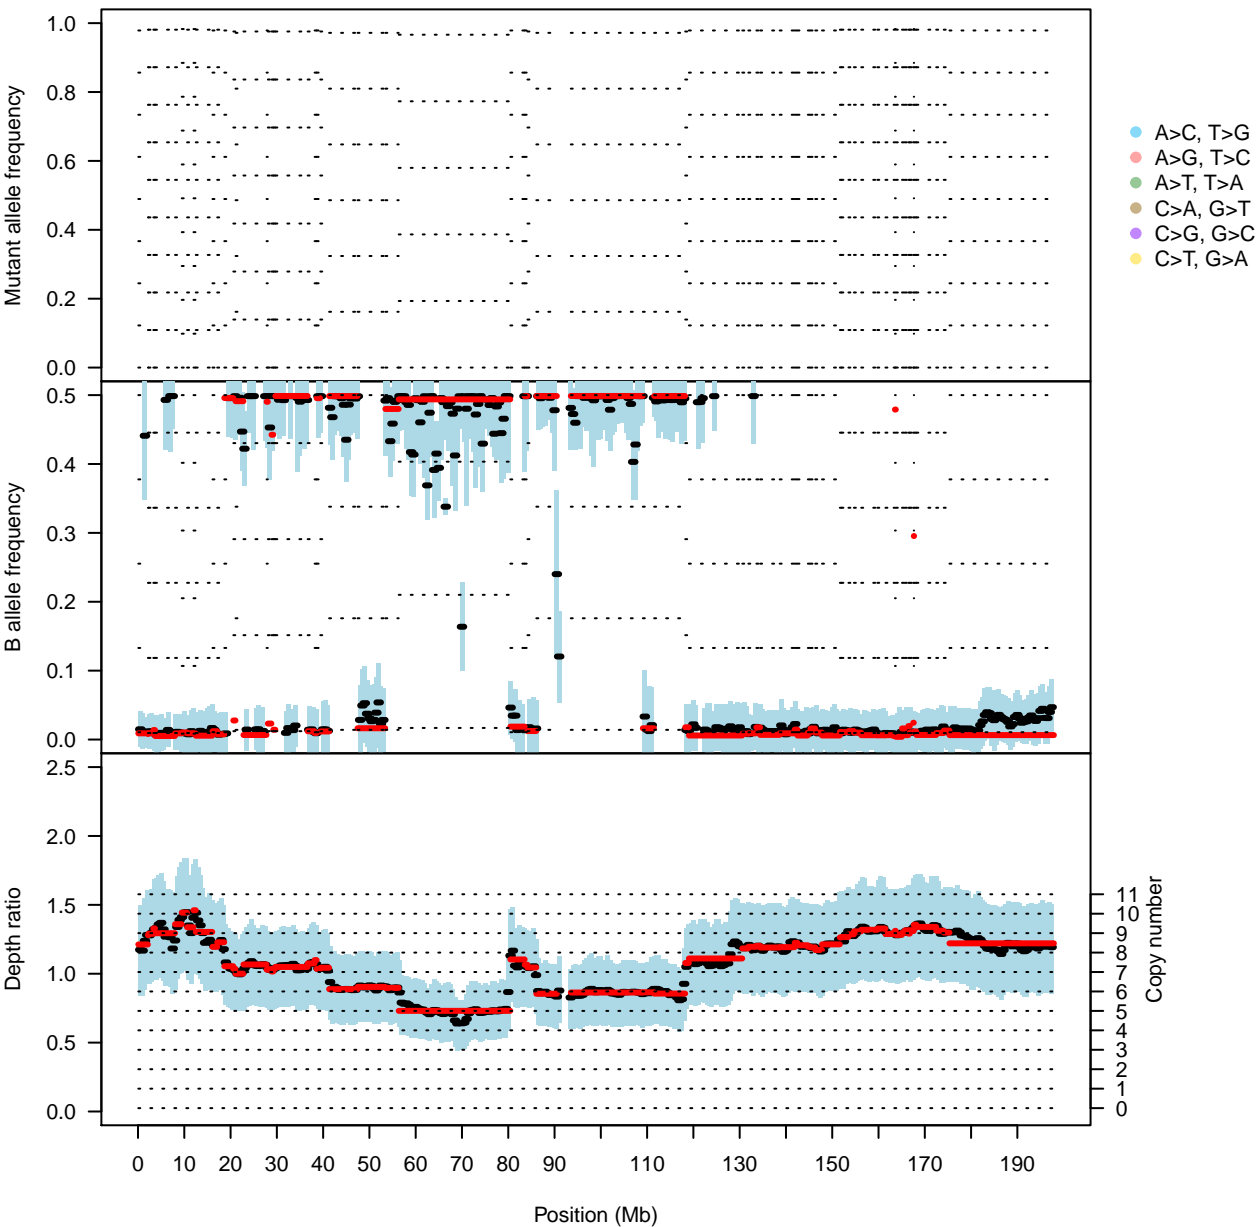 Mutant allele frequency
1.0
0.8
0.6
0.4
0.2
0.0
A>C, T>G
A>G, T>C
A>T, T>A
C>A, G>T
C>G, G>C
C>T, G>A
B allele frequency
0.5
0.4
0.3
0.2
0.1
0.0
Depth ratio
2.5
2.0
1.5
1.0
0.5
0.0
11
10
9
8
7
6
5
4
3
2
1
0
Copy number
0 10 20 30 40 50 60 70 80 90 110 130 150 170 190
Position (Mb)